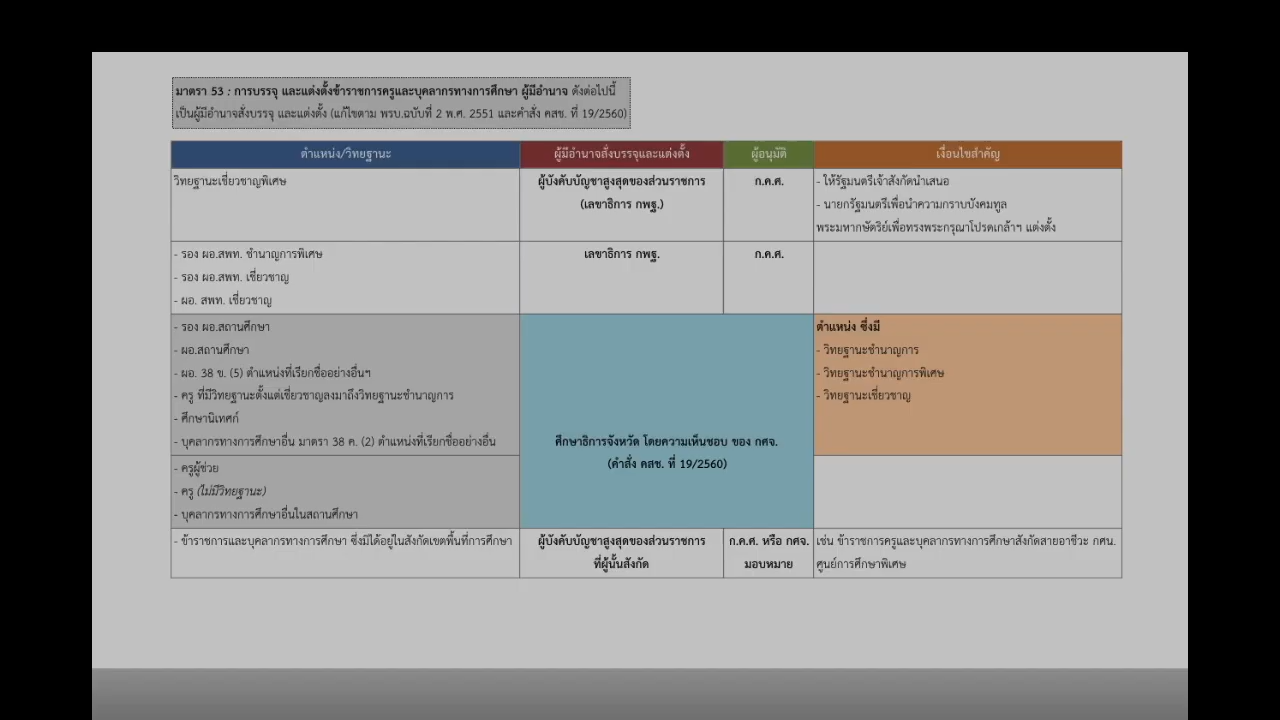 มาตรา 53 : การบรรจุ และแต่งตั้งข้าราชการครูและบุคลากรทางการศึกษา ผู้มีอำนาจ ดังต่อไปนี้
เป็นผู้มีอำนาจสั่งบรรจุ และแต่งตั้ง (แก้ไขตาม พรบ.ฉบับที่ 2 พ.ศ. 2551 และคำสั่ง คสช. ที่ 19/2560)
ตำแหน่ง/วิทยฐานะ
ผู้มีอำนาจสั่งบรรจุและแต่งตั้ง
ผู้อนุมัติ
เงื่อนไขสำคัญ
วิทยฐานะเชี่ยวชาญพิเศษ
ผู้บังคับบัญชาสูงสุดของส่วนราชการ
(เลขาธิการ กพฐ.)
ก.ค.ศ.
- ให้รัฐมนตรีเจ้าสังกัดนำเสนอ
- นายกรัฐมนตรีเพื่อนำความกราบบังคมทูล
พระมหากษัตริย์เพื่อทรงพระกรุณาโปรดเกล้าฯ แต่งตั้ง
- รอง ผอ.สพท. ชำนาญการพิเศษ
- รอง ผอ.สพท. เชี่ยวชาญ
- ผอ. สพท. เชี่ยวชาญ
เลขาธิการ กพฐ.
ก.ค.ศ.
- รอง ผอ.สถานศึกษา
- ผอ.สถานศึกษา
- ผอ. 38 ข. (5) ตำแหน่งที่เรียกชื่ออย่างอื่นฯ
- ครู ที่มีวิทยฐานะตั้งแต่เชี่ยวชาญลงมาถึงวิทยฐานะชำนาญการ
- ศึกษานิเทศก์
- บุคลากรทางการศึกษาอื่น มาตรา 38 ค. (2) ตำแหน่งที่เรียกชื่ออย่างอื่น
ศึกษาธิการจังหวัด โดยความเห็นชอบ ของ กศจ.
(คำสั่ง คสช. ที่ 19/2560)
ตำแหน่ง ซึ่งมี
- วิทยฐานะชำนาญการ
- วิทยฐานะชำนาญการพิเศษ
- วิทยฐานะเชี่ยวชาญ
- ครูผู้ช่วย
- ครู (ไม่มีวิทยฐานะ)
- บุคลากรทางการศึกษาอื่นในสถานศึกษา
- ข้าราชการและบุคลากรทางการศึกษา ซึ่งมิได้อยู่ในสังกัดเขตพื้นที่การศึกษา
ผู้บังคับบัญชาสูงสุดของส่วนราชการ
ที่ผู้นั้นสังกัด
ก.ค.ศ. หรือ กศจ.
มอบหมาย
เช่น ข้าราชการครูและบุคลากรทางการศึกษาสังกัดสายอาชีวะ กศน.
ศูนย์การศึกษาพิเศษ